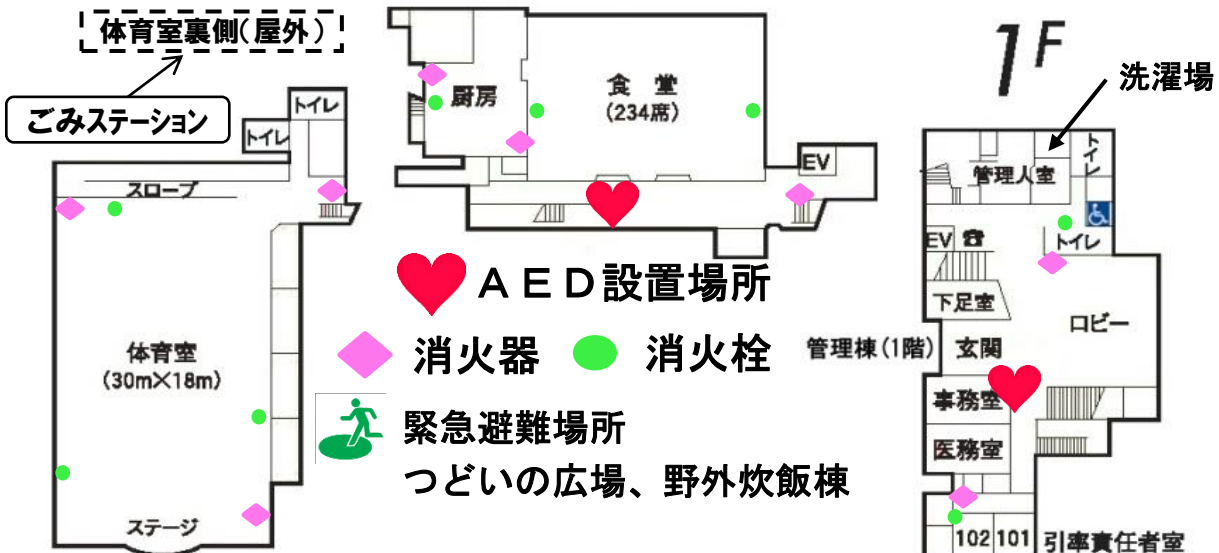 体育室裏側(屋外)
ごみステーション
トイレ
トイレ
スロープ
体育室
(30m×18m)
ステージ
厨房
食 堂
(234席)
EV
AED設置場所
消火器
消火栓
緊急避難場所
つどいの広場、野外炊飯棟
1F
洗濯場
管理人室
トイレ
EV
トイレ
下足室
ロビー
管理棟(1階)
玄関
事務室
医務室
102
101
引率責任者室